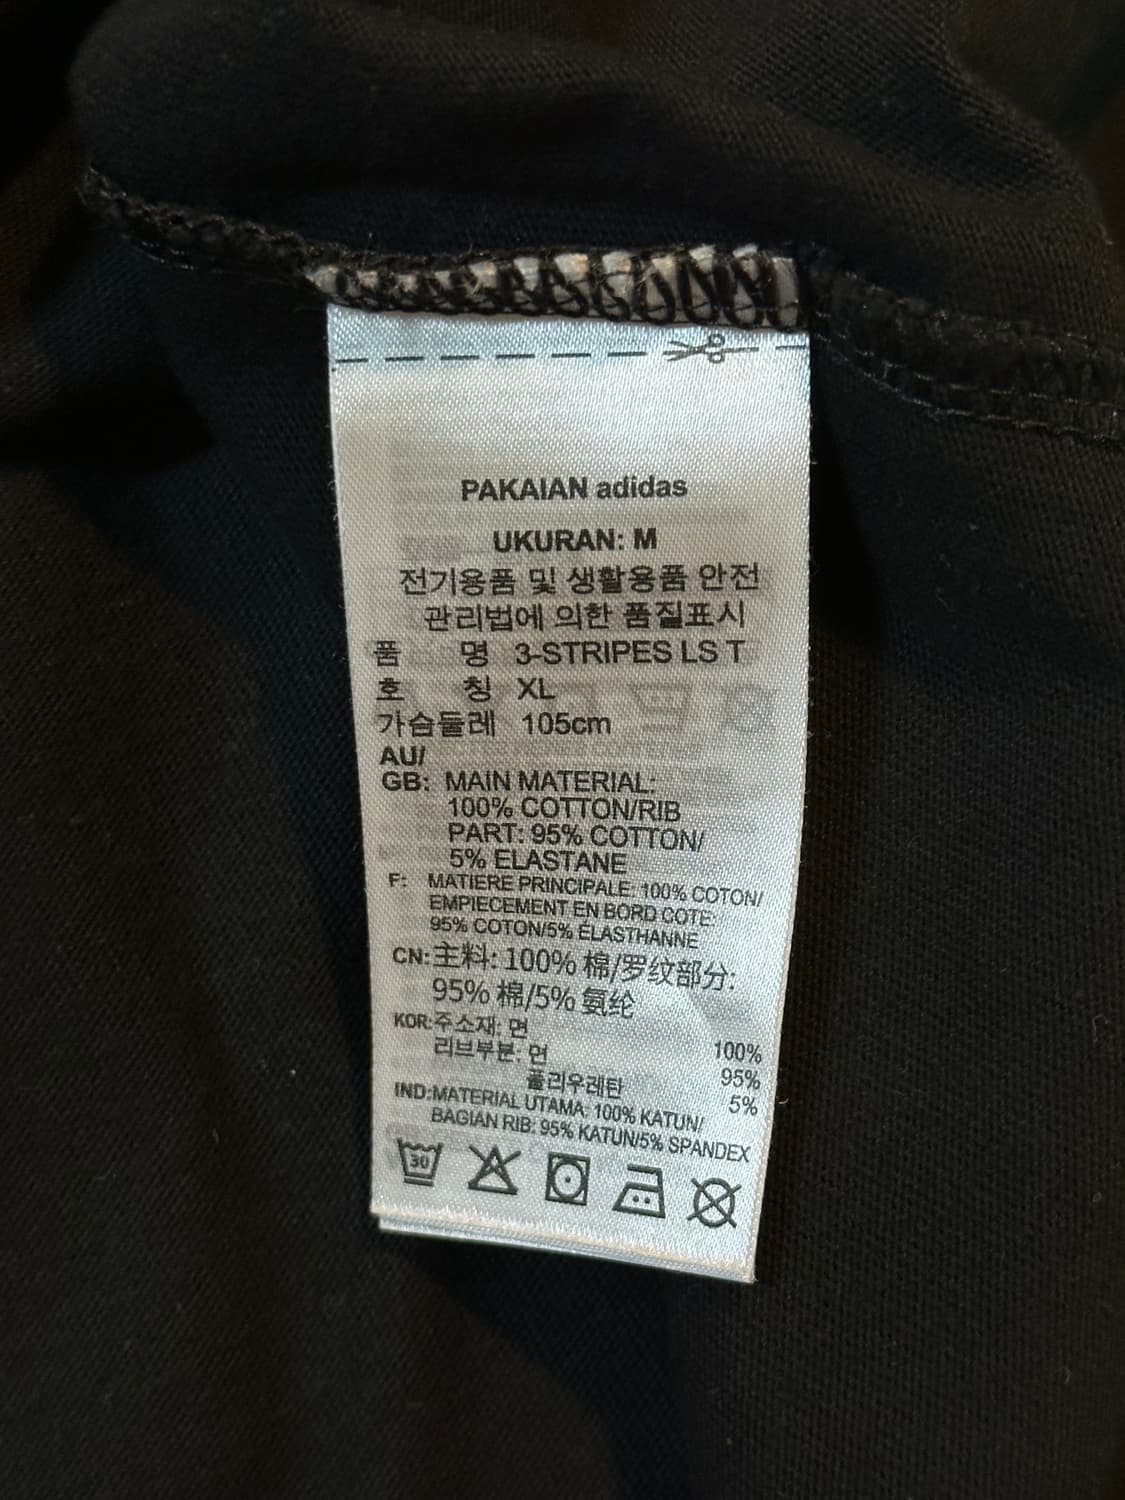 PAKAIAN adidas
UKURAN: M
전기용품 및 생활용품 안전
관리법에 의한 품질표시
품 명 3-STRIPES LS T
호 칭 XL
가슴둘레 105cm
AU/
GB: MAIN MATERIAL:
100% COTTON/RIB
PART: 95% COTTON/
5% ELASTANE
F: MATIERE PRINCIPALE: 100% COTON/
EMPIECEMENT EN BORD COTE:
95% COTON/5% ÉLASTHANNE
CN: 主料: 100% 棉/罗纹部分:
95% 棉/5% 氨纶
KOR: 주소재: 면 100%
리브부분: 면 95%
폴리우레탄 5%
IND: MATERIAL UTAMA: 100% KATUN/
BAGIAN RIB: 95% KATUN/5% SPANDEX
30